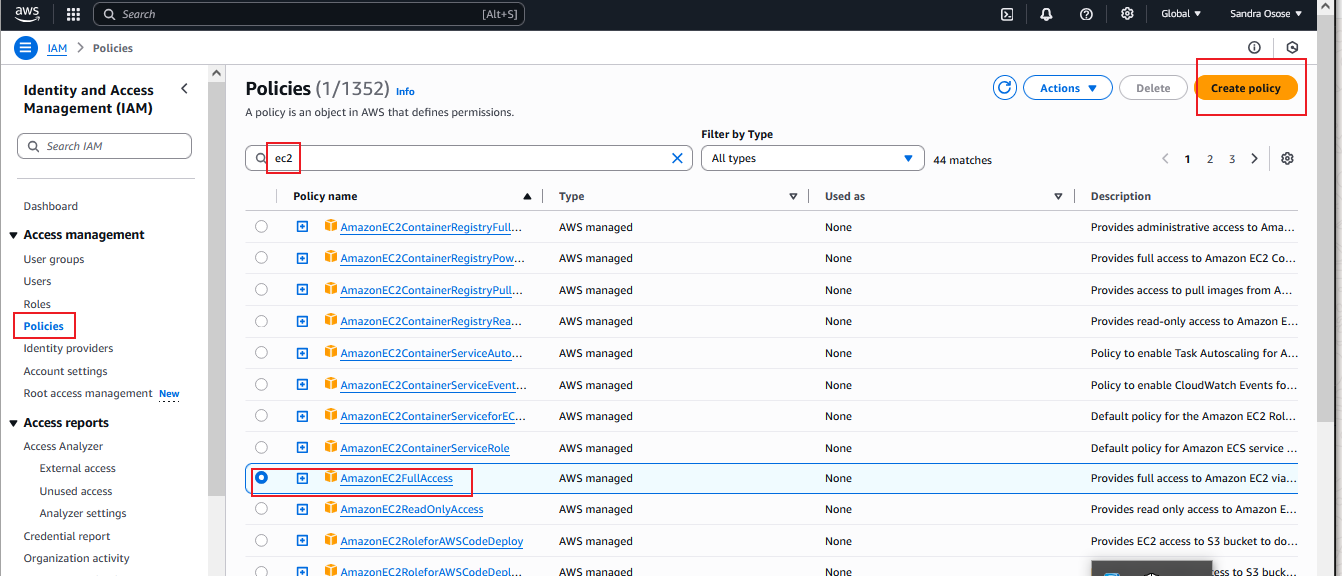 aws
Search [Alt+S]
Global Sandra Osose
IAM Policies
Identity and Access
Management (IAM)
Search IAM
Dashboard
Access management
User groups
Users
Roles
Policies
Identity providers
Account settings
Root access management New
Access reports
Access Analyzer
External access
Unused access
Analyzer settings
Credential report
Organization activity
Policies (1/1352) Info
A policy is an object in AWS that defines permissions.
Actions Delete Create policy
Filter by Type
ec2 All types 44 matches 1 2 3
Policy name Type Used as Description
AmazonEC2ContainerRegistryFull... AWS managed None Provides administrative access to Ama...
AmazonEC2ContainerRegistryPow... AWS managed None Provides full access to Amazon EC2 Co...
AmazonEC2ContainerRegistryPull... AWS managed None Provides access to pull images from A...
AmazonEC2ContainerRegistryRea... AWS managed None Provides read-only access to Amazon E...
AmazonEC2ContainerServiceAuto... AWS managed None Policy to enable Task Autoscaling for A...
AmazonEC2ContainerServiceEvent... AWS managed None Policy to enable CloudWatch Events fo...
AmazonEC2ContainerServiceforEC... AWS managed None Default policy for the Amazon EC2 Rol...
AmazonEC2ContainerServiceRole AWS managed None Default policy for Amazon ECS service ...
AmazonEC2FullAccess AWS managed None Provides full access to Amazon EC2 via...
AmazonEC2ReadOnlyAccess AWS managed None Provides read only access to Amazon E...
AmazonEC2RoleforAWSCodeDeploy AWS managed None Provides EC2 access to S3 bucket to do...
AmazonEC2RoleforAWSCodeDepl... AWS managed None ess to S3 buck...